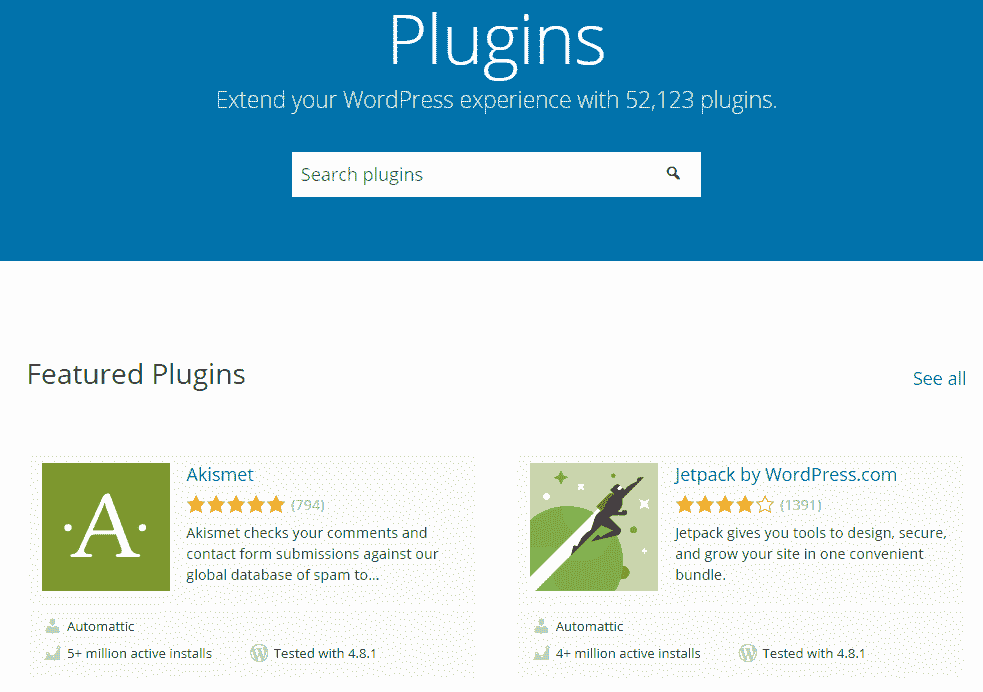 Plugins
Extend your WordPress experience with 52,123 plugins.
Search plugins
Featured Plugins
See all
A
Akismet
(794)
Akismet checks your comments and
contact form submissions against our
global database of spam to...
Automattic
5+ million active installs
Tested with 4.8.1
Jetpack by WordPress.com
(1391)
Jetpack gives you tools to design, secure,
and grow your site in one convenient
bundle.
Automattic
4+ million active installs
Tested with 4.8.1